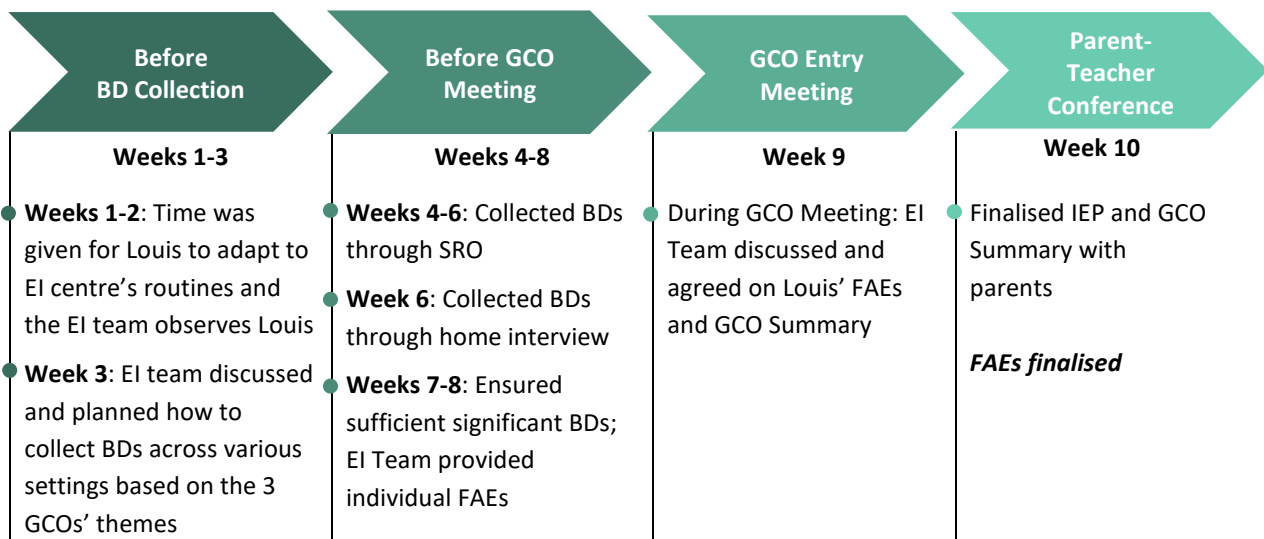 Before
BD Collection
Before GCO
Meeting
GCO Entry
Meeting
Parent-
Teacher
Conference
Weeks 1-3
Weeks 1-2: Time was
given for Louis to adapt to
EI centre's routines and
the EI team observes Louis
Week 3: EI team discussed
and planned how to
collect BDs across various
settings based on the 3
GCOs' themes
Weeks 4-8
Weeks 4-6: Collected BDs
through SRO
Week 6: Collected BDs
through home interview
Weeks 7-8: Ensured
sufficient significant BDs;
EI Team provided
individual FAEs
Week 9
During GCO Meeting: EI
Team discussed and
agreed on Louis' FAEs
and GCO Summary
Week 10
Finalised IEP and GCO
Summary with
parents
FAEs finalised